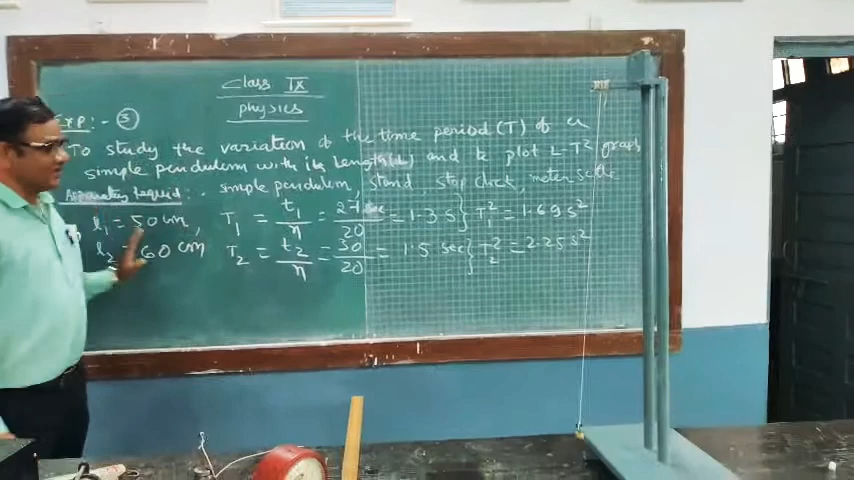 Class IX
Physics
Exp:- ③
To study the variation of the time period (T) of a
simple pendulum with its length (L) and to plot L-T² graph
Apparatus Required:- simple pendulum, stand, stop clock, meter scale
l₁ = 50 cm, T₁ = t₁/n = 27 sec/20 = 1.3 S } T₁² = 1.69 S²
l₂ = 60 cm T₂ = t₂/n = 30/20 = 1.5 sec } T₂² = 2.25 S²